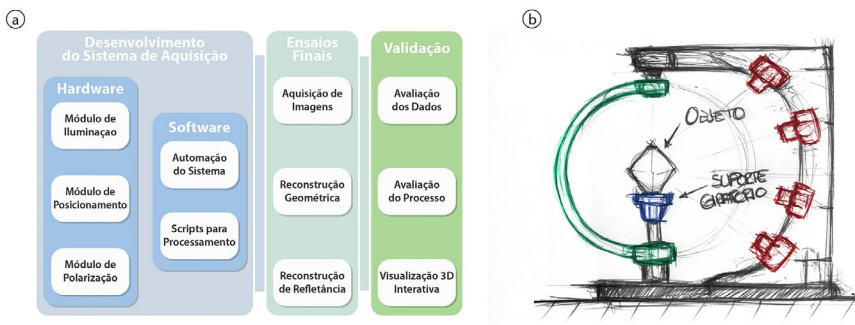 a
Desenvolvimento
do Sistema de Aquisição
Hardware
Módulo de
Iluminaçao
Módulo de
Posicionamento
Módulo de
Polarização
Software
Automação
do Sistema
Scripts para
Processamento
Ensaios
Finais
Aquisição de
Imagens
Reconstrução
Geométrica
Reconstrução
de Refletância
Validação
Avaliação
dos Dados
Avaliação
do Processo
Visualização 3D
Interativa
b
OBJETO
SUPORTE
GIRATÓRIO